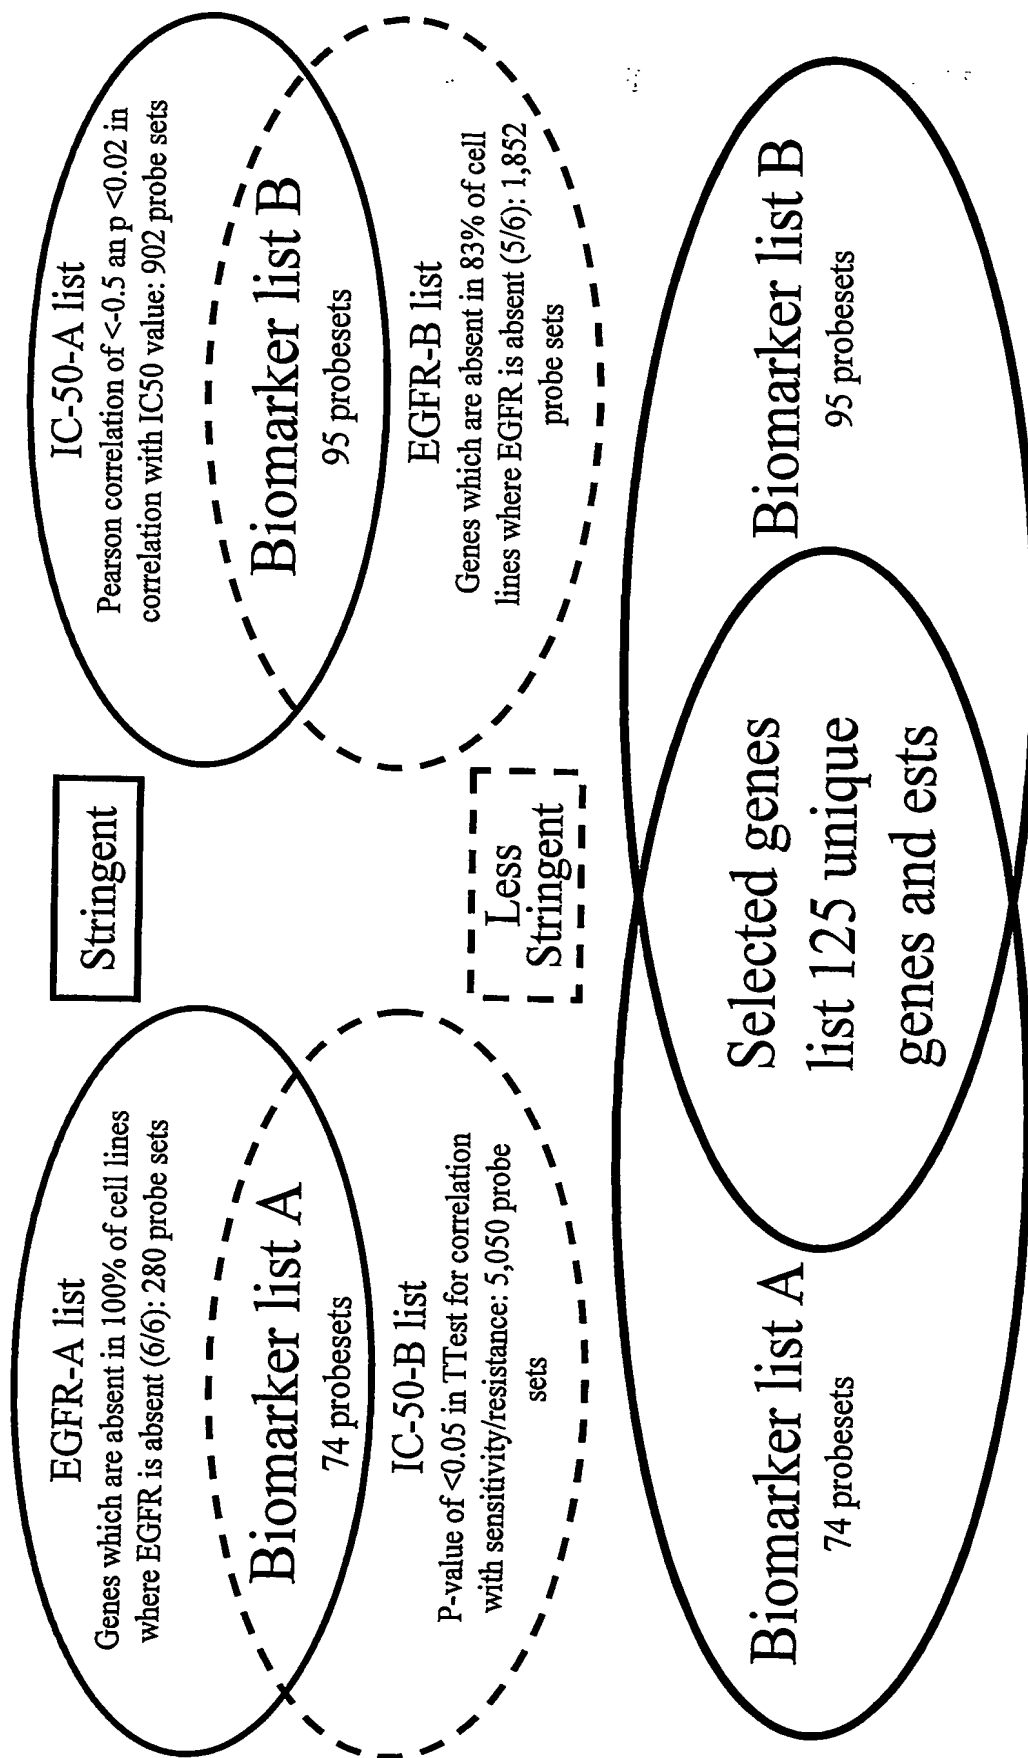 EGFR-A list
Genes which are absent in 100% of cell lines
where EGFR is absent (6/6): 280 probe sets
Biomarker list A
74 probesets
IC-50-B list
P-value of <0.05 in TTest for correlation
with sensitivity/resistance: 5,050 probe
sets
Stringent
Less
Stringent
IC-50-A list
Pearson correlation of <-0.5 an p <0.02 in
correlation with IC50 value: 902 probe sets
Biomarker list B
95 probesets
EGFR-B list
Genes which are absent in 83% of cell
lines where EGFR is absent (5/6): 1,852
probe sets
Biomarker list A
74 probesets
Selected genes
list 125 unique
genes and ests
Biomarker list B
95 probesets